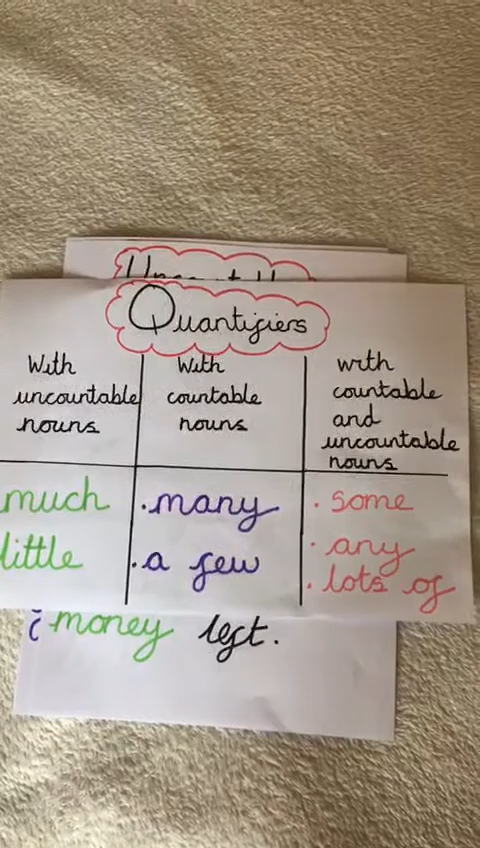 Quantifiers
With uncountable nouns
With countable nouns
with countable and uncountable nouns
much
little
·many
·a few
· some
· any
· lots of
money left.